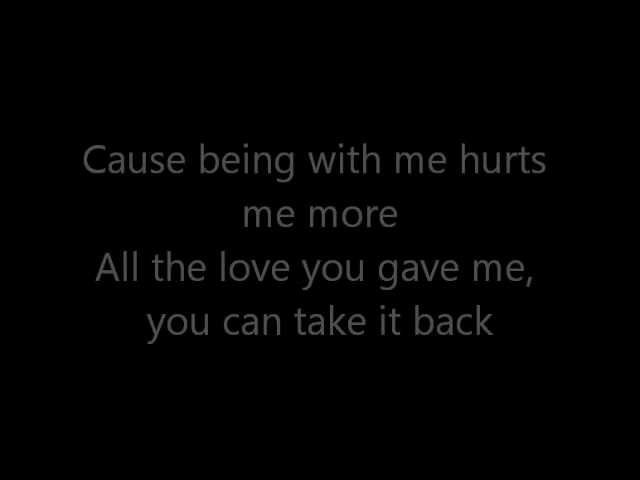 Cause being with me hurts
me more
All the love you gave me,
you can take it back